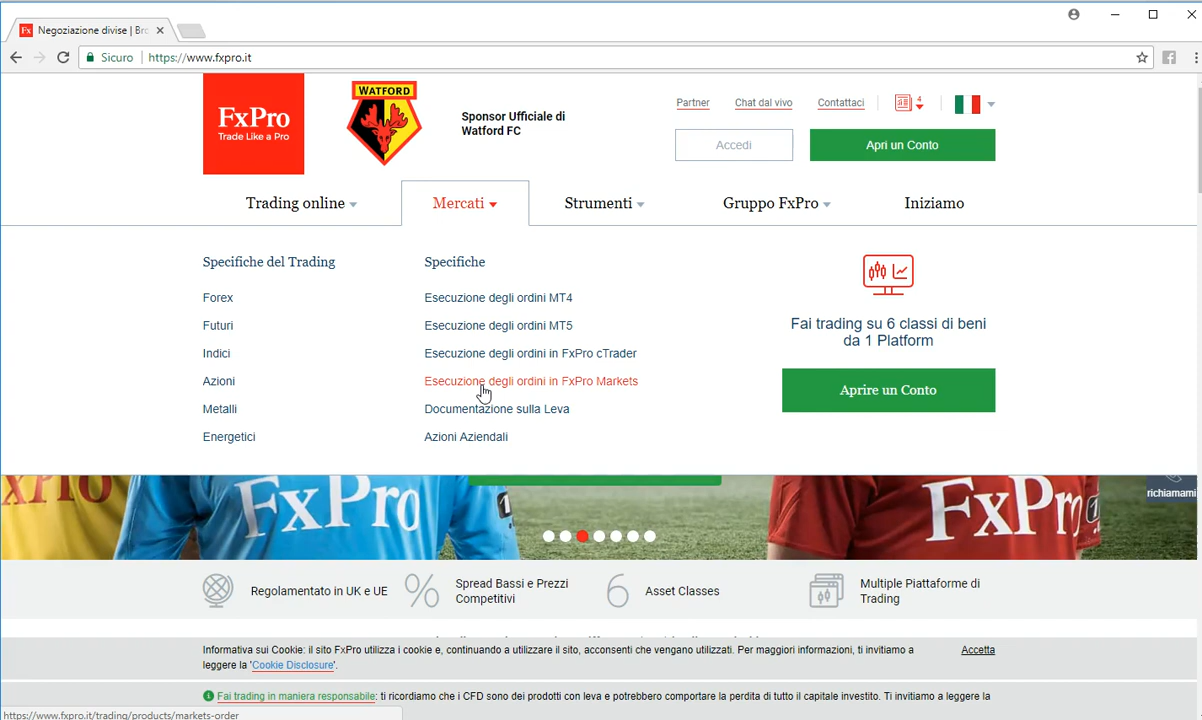 Negoziazione divise | Bro
Sicuro | https://www.fxpro.it
FxPro
Trade Like a Pro
WATFORD
Sponsor Ufficiale di
Watford FC
Partner
Chat dal vivo
Contattaci
4
Accedi
Apri un Conto
Trading online
Mercati
Strumenti
Gruppo FxPro
Iniziamo
Specifiche del Trading
Forex
Futuri
Indici
Azioni
Metalli
Energetici
Specifiche
Esecuzione degli ordini MT4
Esecuzione degli ordini MT5
Esecuzione degli ordini in FxPro cTrader
Esecuzione degli ordini in FxPro Markets
Documentazione sulla Leva
Azioni Aziendali
Fai trading su 6 classi di beni
da 1 Platform
Aprire un Conto
FxPro
FxPro
richiamami
Regolamentato in UK e UE
%
Spread Bassi e Prezzi
Competitivi
6
Asset Classes
Multiple Piattaforme di
Trading
Informativa sui Cookie: il sito FxPro utilizza i cookie e, continuando a utilizzare il sito, acconsenti che vengano utilizzati. Per maggiori informazioni, ti invitiamo a
leggere la 'Cookie Disclosure'.
Accetta
Fai trading in maniera responsabile: ti ricordiamo che i CFD sono dei prodotti con leva e potrebbero comportare la perdita di tutto il capitale investito. Ti invitiamo a leggere la
https://www.fxpro.it/trading/products/markets-order